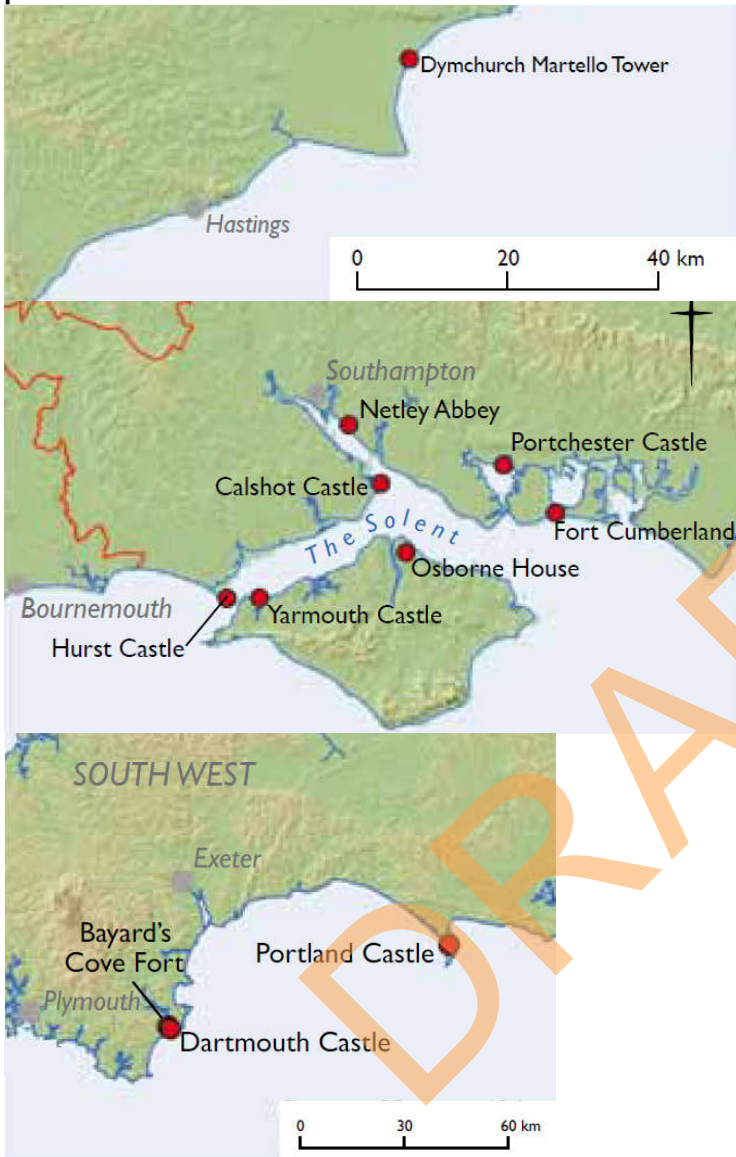 Dymchurch Martello Tower
Hastings
0 20 40 km
Southampton
Netley Abbey
Portchester Castle
Calshot Castle
The Solent
Fort Cumberland
Osborne House
Bournemouth
Yarmouth Castle
Hurst Castle
SOUTH WEST
Exeter
Bayard's
Cove Fort
Portland Castle
Plymouth
Dartmouth Castle
0 30 60 km
DRA